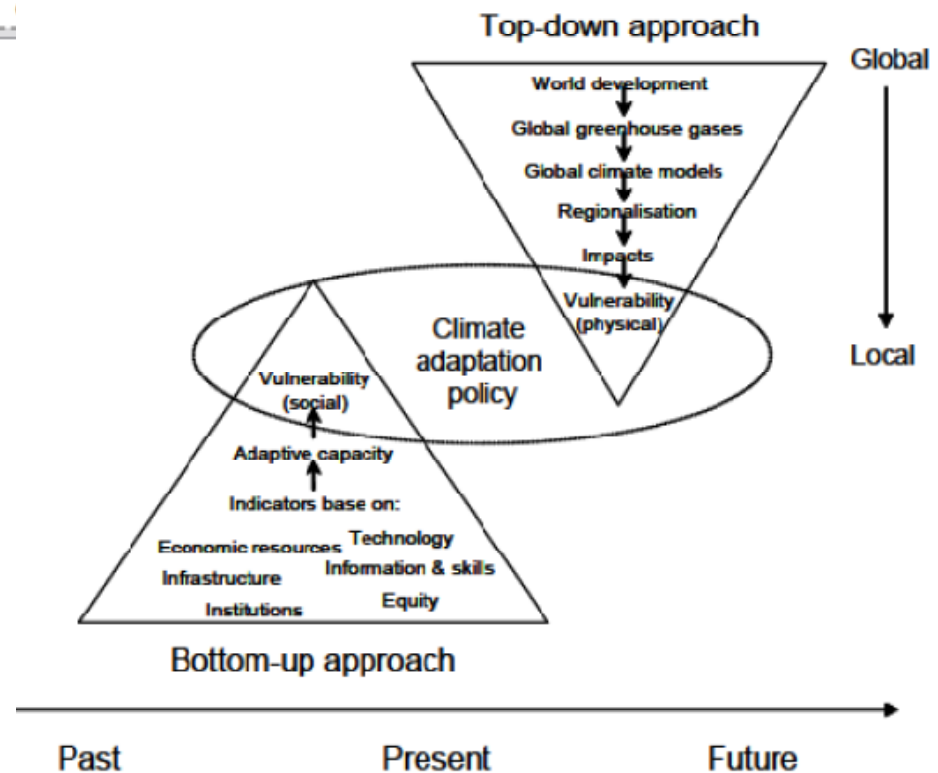 Top-down approach
Global
World development
Global greenhouse gases
Global climate models
Regionalisation
Impacts
Vulnerability
(physical)
Local
Climate
adaptation
policy
Vulnerability
(social)
Adaptive capacity
Indicators base on:
Economic resources Technology
Infrastructure Information & skills
Institutions Equity
Bottom-up approach
Past Present Future